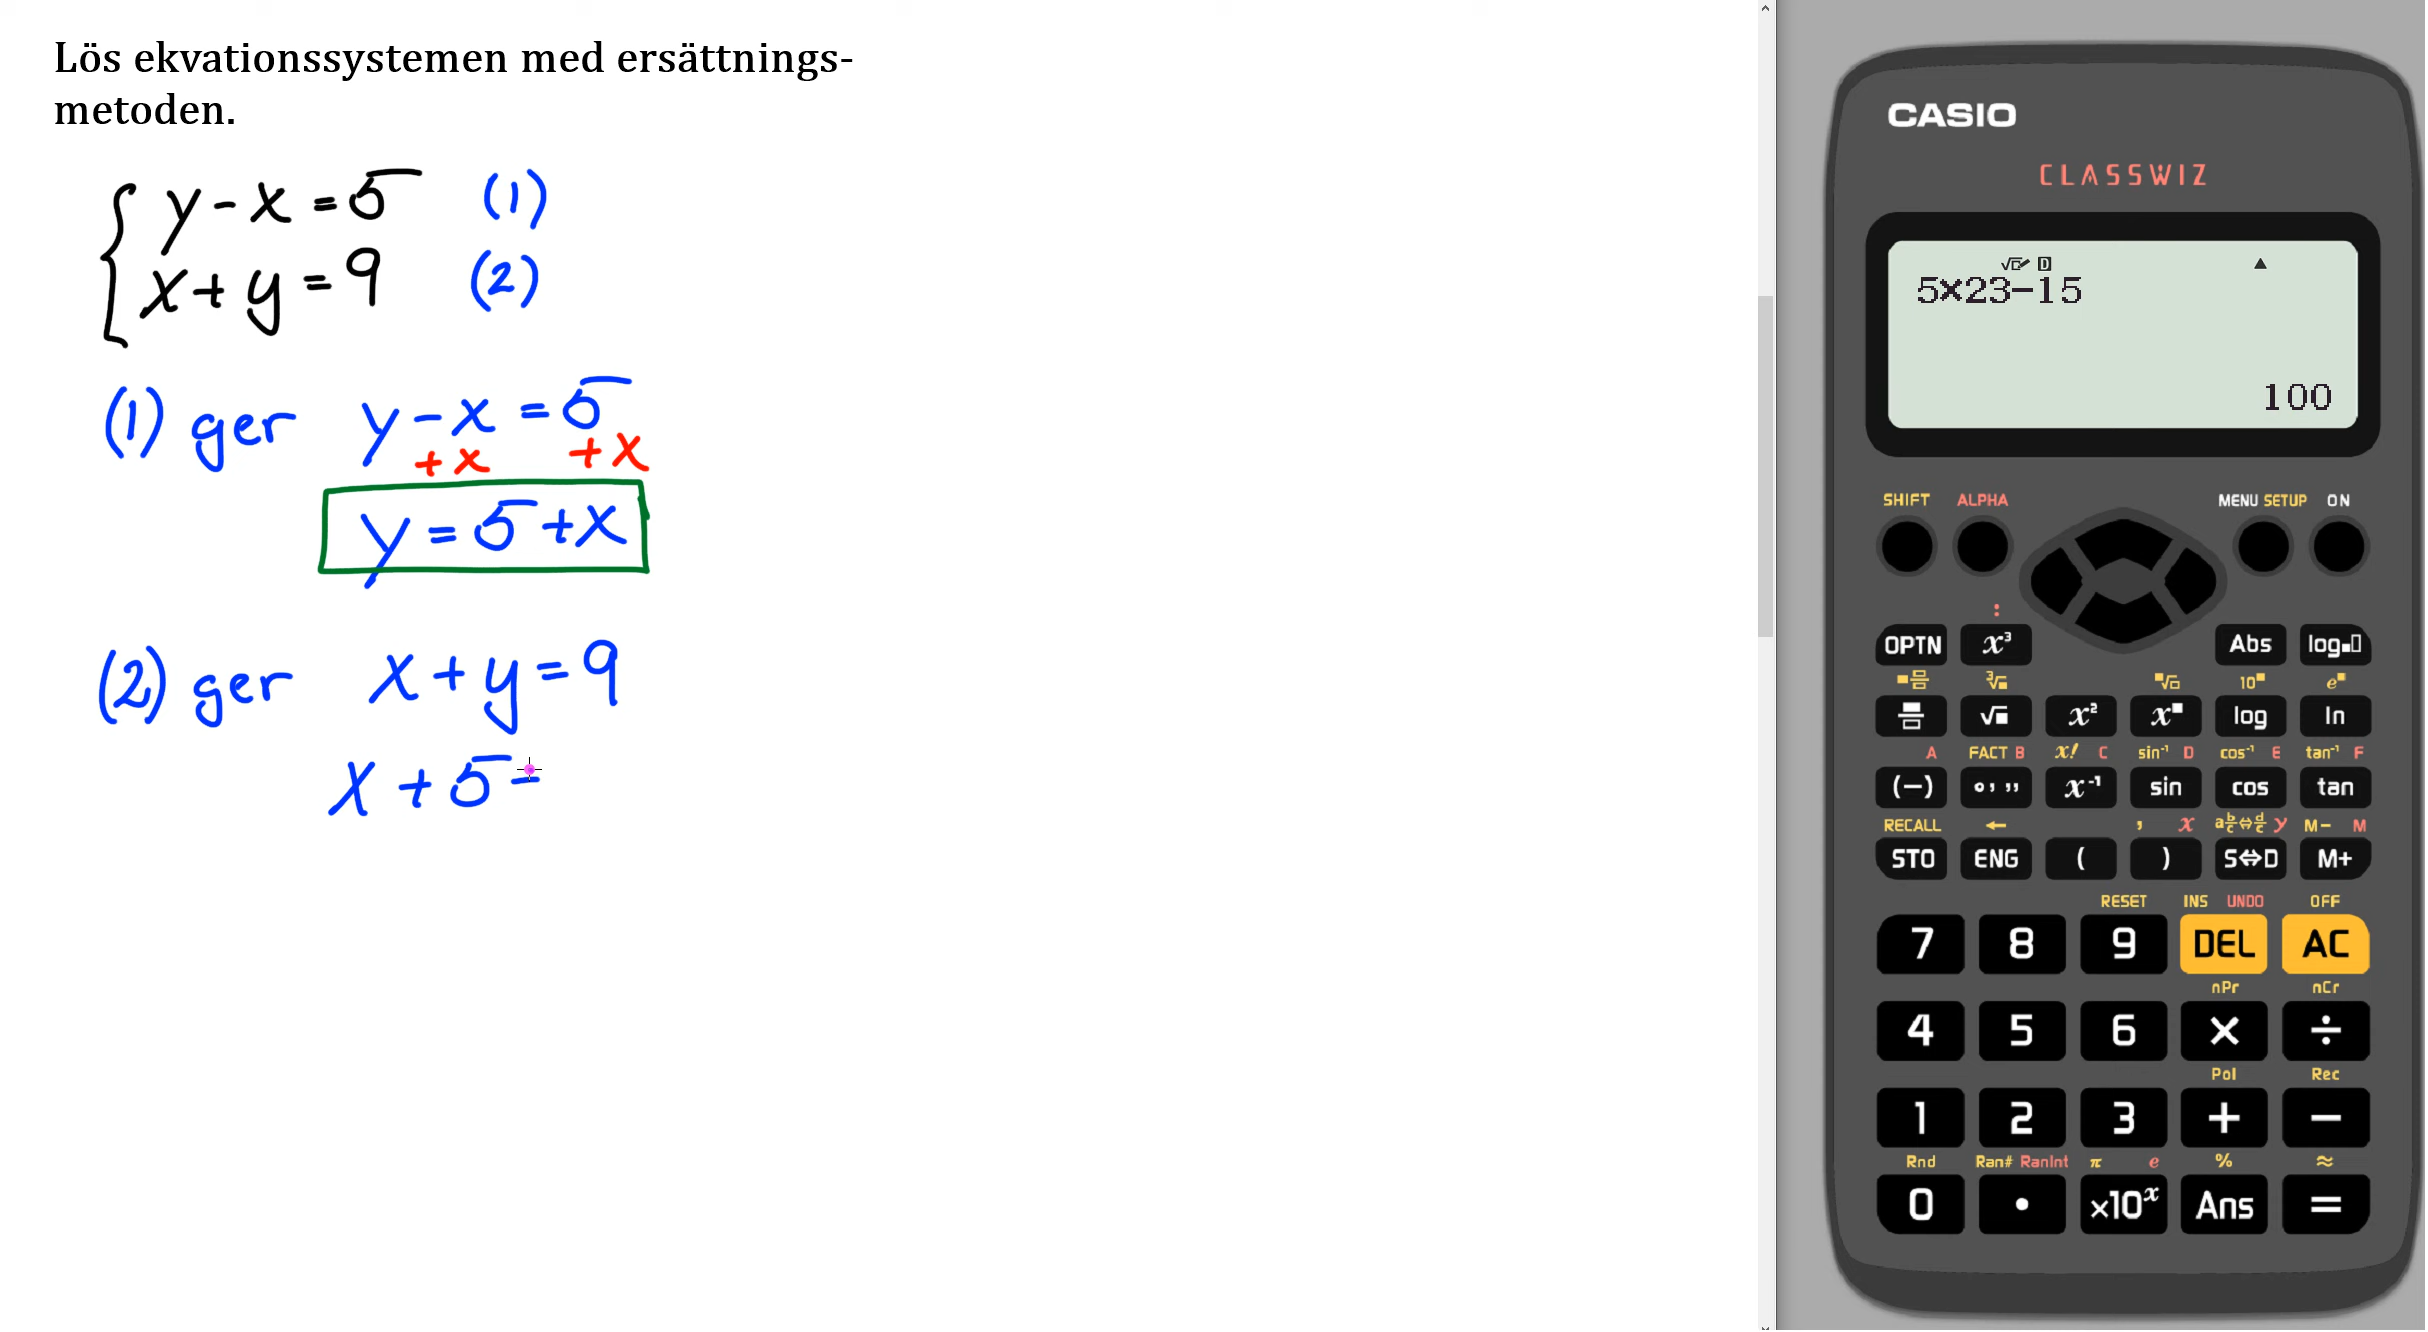 Lös ekvationssystemen med ersättnings-
metoden.
y - x = 5 (1)
x + y = 9 (2)
(1) ger y - x = 5
+x +x
y = 5 + x
(2) ger x + y = 9
x + 5 =
CASIO
CLASSWIZ
√□ D ▲
5×23−15
100
SHIFT ALPHA MENU SETUP ON
:
OPTN x³ Abs log■□
■⊟ ³√■ ■√□ 10■ e■
⊟ √■ x² x■ log ln
A FACT B x! C sin⁻¹ D cos⁻¹ E tan⁻¹ F
(−) ° ’ ” x⁻¹ sin cos tan
RECALL ← , x a b/c⇔d/c y M− M
STO ENG ( ) S⇔D M+
RESET INS UNDO OFF
7 8 9 DEL AC
nPr nCr
4 5 6 × ÷
Pol Rec
1 2 3 + −
Rnd Ran# RanInt π e % ≈
0 • ×10ˣ Ans =